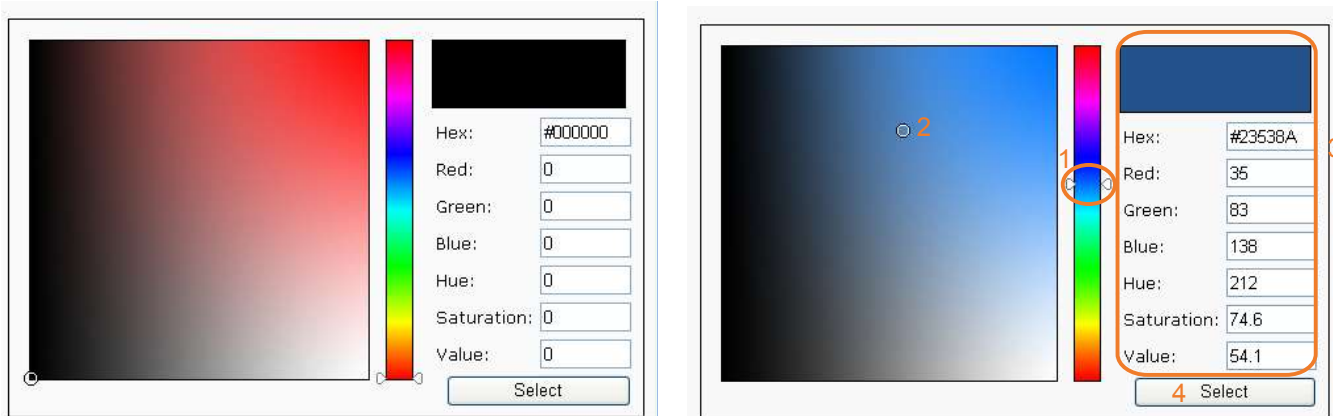 Hex: #000000
Red: 0
Green: 0
Blue: 0
Hue: 0
Saturation: 0
Value: 0
Select
2
1
Hex: #23538A
Red: 35
Green: 83
Blue: 138
Hue: 212
Saturation: 74.6
Value: 54.1
4 Select